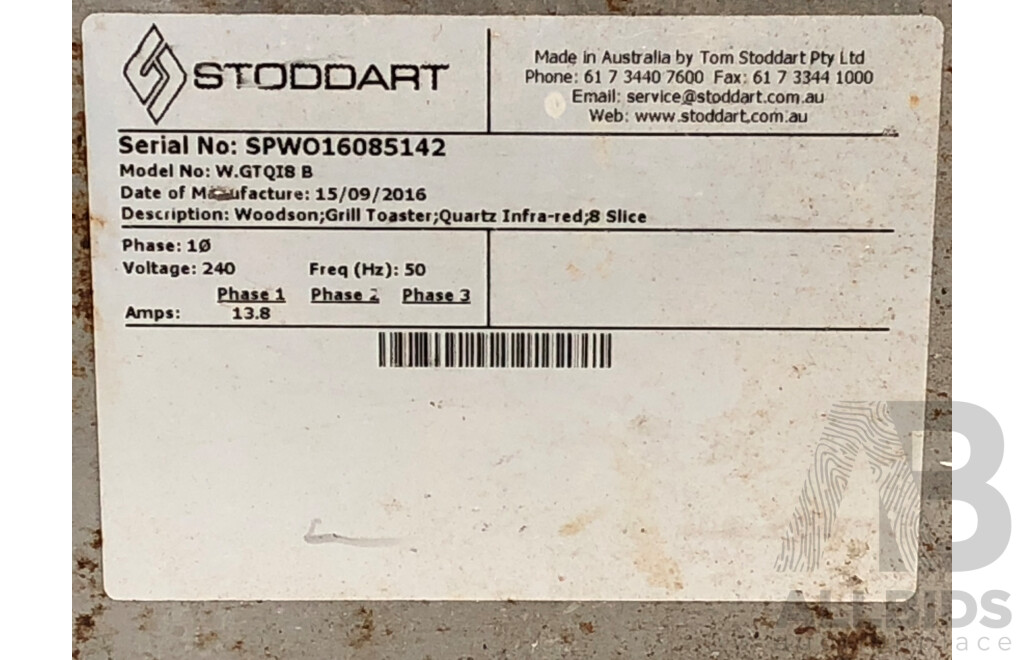 STODDART
Made in Australia by Tom Stoddart Pty Ltd
Phone: 61 7 3440 7600 Fax: 61 7 3344 1000
Email: service@stoddart.com.au
Web: www.stoddart.com.au
Serial No: SPWO16085142
Model No: W.GTQI8 B
Date of Manufacture: 15/09/2016
Description: Woodson;Grill Toaster;Quartz Infra-red;8 Slice
Phase: 1Ø
Voltage: 240 Freq (Hz): 50
Phase 1 Phase 2 Phase 3
Amps: 13.8
AB
ALLBIDS